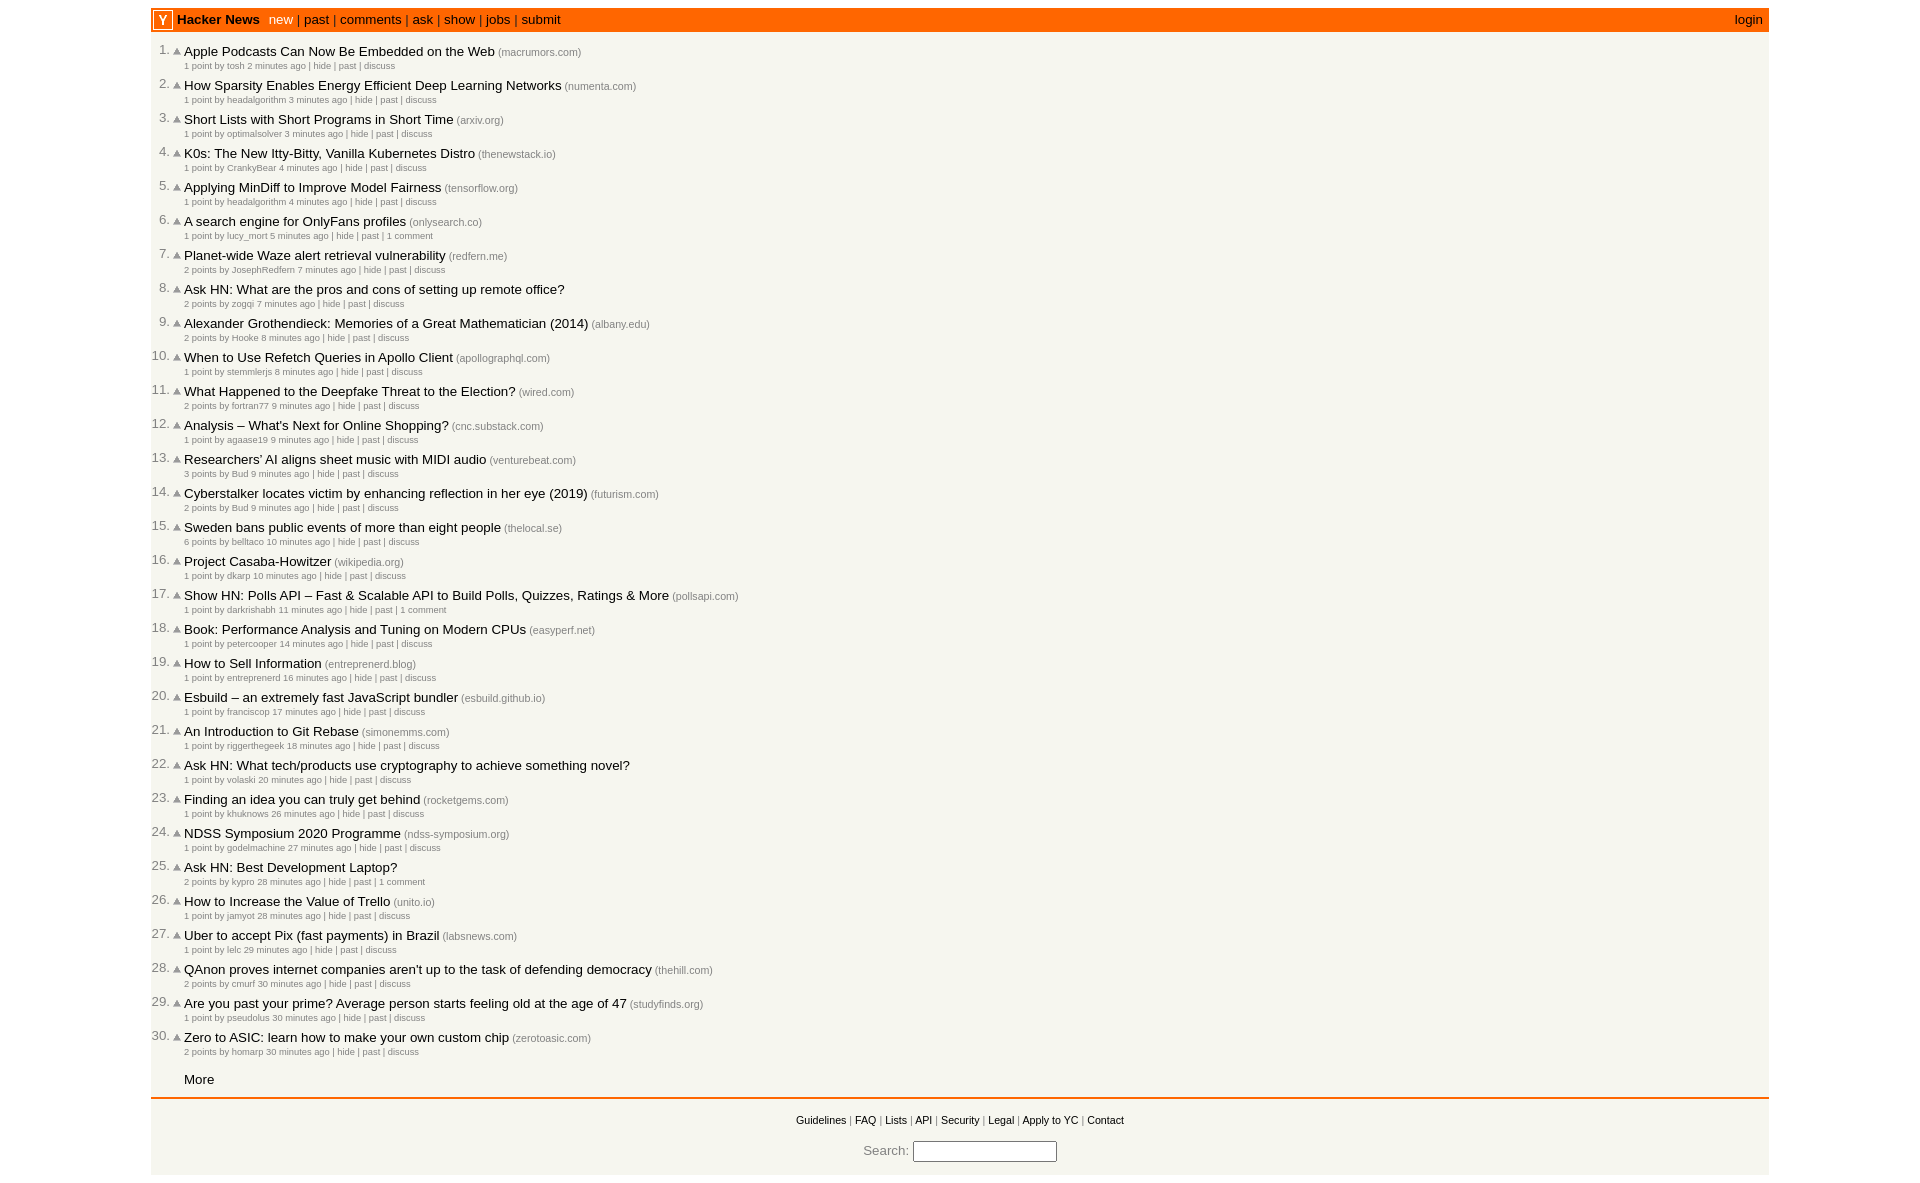 Y Hacker News new | past | comments | ask | show | jobs | submit login
1. Apple Podcasts Can Now Be Embedded on the Web (macrumors.com)
1 point by tosh 2 minutes ago | hide | past | discuss
2. How Sparsity Enables Energy Efficient Deep Learning Networks (numenta.com)
1 point by headalgorithm 3 minutes ago | hide | past | discuss
3. Short Lists with Short Programs in Short Time (arxiv.org)
1 point by optimalsolver 3 minutes ago | hide | past | discuss
4. K0s: The New Itty-Bitty, Vanilla Kubernetes Distro (thenewstack.io)
1 point by CrankyBear 4 minutes ago | hide | past | discuss
5. Applying MinDiff to Improve Model Fairness (tensorflow.org)
1 point by headalgorithm 4 minutes ago | hide | past | discuss
6. A search engine for OnlyFans profiles (onlysearch.co)
1 point by lucy_mort 5 minutes ago | hide | past | 1 comment
7. Planet-wide Waze alert retrieval vulnerability (redfern.me)
2 points by JosephRedfern 7 minutes ago | hide | past | discuss
8. Ask HN: What are the pros and cons of setting up remote office?
2 points by zogqi 7 minutes ago | hide | past | discuss
9. Alexander Grothendieck: Memories of a Great Mathematician (2014) (albany.edu)
2 points by Hooke 8 minutes ago | hide | past | discuss
10. When to Use Refetch Queries in Apollo Client (apollographql.com)
1 point by stemmlerjs 8 minutes ago | hide | past | discuss
11. What Happened to the Deepfake Threat to the Election? (wired.com)
2 points by fortran77 9 minutes ago | hide | past | discuss
12. Analysis – What's Next for Online Shopping? (cnc.substack.com)
1 point by agaase19 9 minutes ago | hide | past | discuss
13. Researchers’ AI aligns sheet music with MIDI audio (venturebeat.com)
3 points by Bud 9 minutes ago | hide | past | discuss
14. Cyberstalker locates victim by enhancing reflection in her eye (2019) (futurism.com)
2 points by Bud 9 minutes ago | hide | past | discuss
15. Sweden bans public events of more than eight people (thelocal.se)
6 points by belltaco 10 minutes ago | hide | past | discuss
16. Project Casaba-Howitzer (wikipedia.org)
1 point by dkarp 10 minutes ago | hide | past | discuss
17. Show HN: Polls API – Fast & Scalable API to Build Polls, Quizzes, Ratings & More (pollsapi.com)
1 point by darkrishabh 11 minutes ago | hide | past | 1 comment
18. Book: Performance Analysis and Tuning on Modern CPUs (easyperf.net)
1 point by petercooper 14 minutes ago | hide | past | discuss
19. How to Sell Information (entreprenerd.blog)
1 point by entreprenerd 16 minutes ago | hide | past | discuss
20. Esbuild – an extremely fast JavaScript bundler (esbuild.github.io)
1 point by franciscop 17 minutes ago | hide | past | discuss
21. An Introduction to Git Rebase (simonemms.com)
1 point by riggerthegeek 18 minutes ago | hide | past | discuss
22. Ask HN: What tech/products use cryptography to achieve something novel?
1 point by volaski 20 minutes ago | hide | past | discuss
23. Finding an idea you can truly get behind (rocketgems.com)
1 point by khuknows 26 minutes ago | hide | past | discuss
24. NDSS Symposium 2020 Programme (ndss-symposium.org)
1 point by godelmachine 27 minutes ago | hide | past | discuss
25. Ask HN: Best Development Laptop?
2 points by kypro 28 minutes ago | hide | past | 1 comment
26. How to Increase the Value of Trello (unito.io)
1 point by jamyot 28 minutes ago | hide | past | discuss
27. Uber to accept Pix (fast payments) in Brazil (labsnews.com)
1 point by lelc 29 minutes ago | hide | past | discuss
28. QAnon proves internet companies aren't up to the task of defending democracy (thehill.com)
2 points by cmurf 30 minutes ago | hide | past | discuss
29. Are you past your prime? Average person starts feeling old at the age of 47 (studyfinds.org)
1 point by pseudolus 30 minutes ago | hide | past | discuss
30. Zero to ASIC: learn how to make your own custom chip (zerotoasic.com)
2 points by homarp 30 minutes ago | hide | past | discuss
More
Guidelines | FAQ | Lists | API | Security | Legal | Apply to YC | Contact
Search: